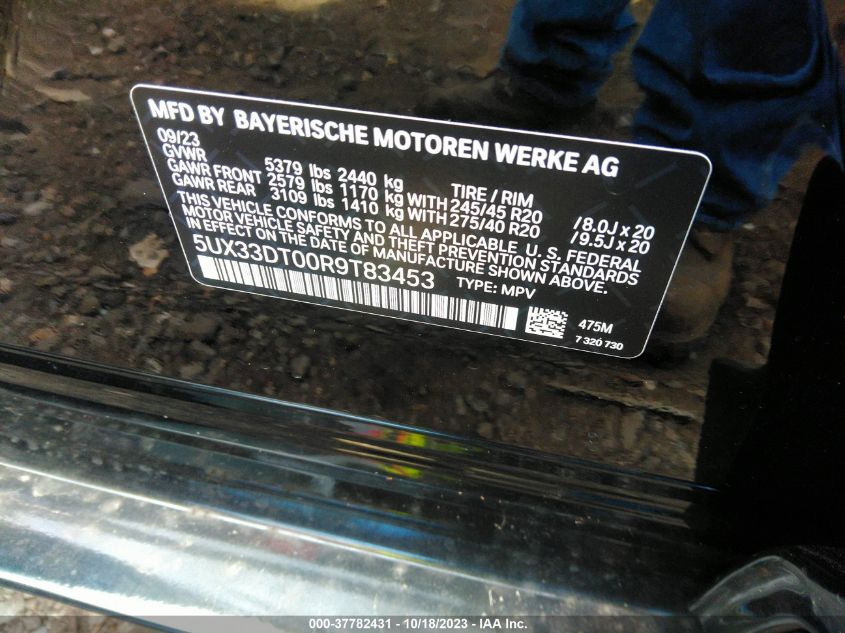 MFD BY BAYERISCHE MOTOREN WERKE AG
09/23
GVWR 5379 lbs 2440 kg TIRE / RIM
GAWR FRONT 2579 lbs 1170 kg WITH 245/45 R20 /8.0J x 20
GAWR REAR 3109 lbs 1410 kg WITH 275/40 R20 /9.5J x 20
THIS VEHICLE CONFORMS TO ALL APPLICABLE U. S. FEDERAL
MOTOR VEHICLE SAFETY AND THEFT PREVENTION STANDARDS
IN EFFECT ON THE DATE OF MANUFACTURE SHOWN ABOVE.
5UX33DT00R9T83453 TYPE: MPV
475M
7 320 730
000-37782431 - 10/18/2023 - IAA Inc.